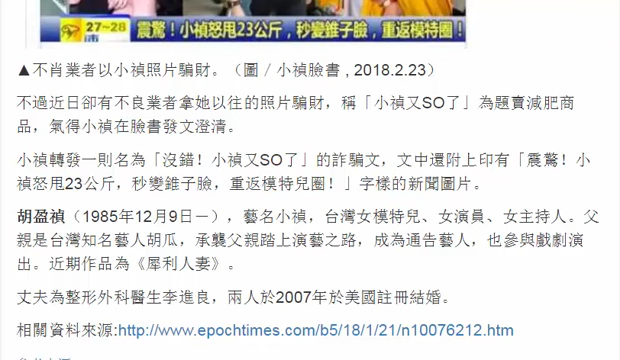 27~28
震驚！小禎怒甩23公斤，秒變錐子臉，重返模特圈！
▲不肖業者以小禎照片騙財。（圖／小禎臉書 , 2018.2.23）
不過近日卻有不良業者拿她以往的照片騙財，稱「小禎又SO了」為題賣減肥商
品，氣得小禎在臉書發文澄清。
小禎轉發一則名為「沒錯！小禎又SO了」的詐騙文，文中還附上印有「震驚！小
禎怒甩23公斤，秒變錐子臉，重返模特兒圈！」字樣的新聞圖片。
胡盈禎（1985年12月9日－），藝名小禎，台灣女模特兒、女演員、女主持人。父
親是台灣知名藝人胡瓜，承襲父親踏上演藝之路，成為通告藝人，也參與戲劇演
出。近期作品為《犀利人妻》。
丈夫為整形外科醫生李進良，兩人於2007年於美國註冊結婚。
相關資料來源:http://www.epochtimes.com/b5/18/1/21/n10076212.htm